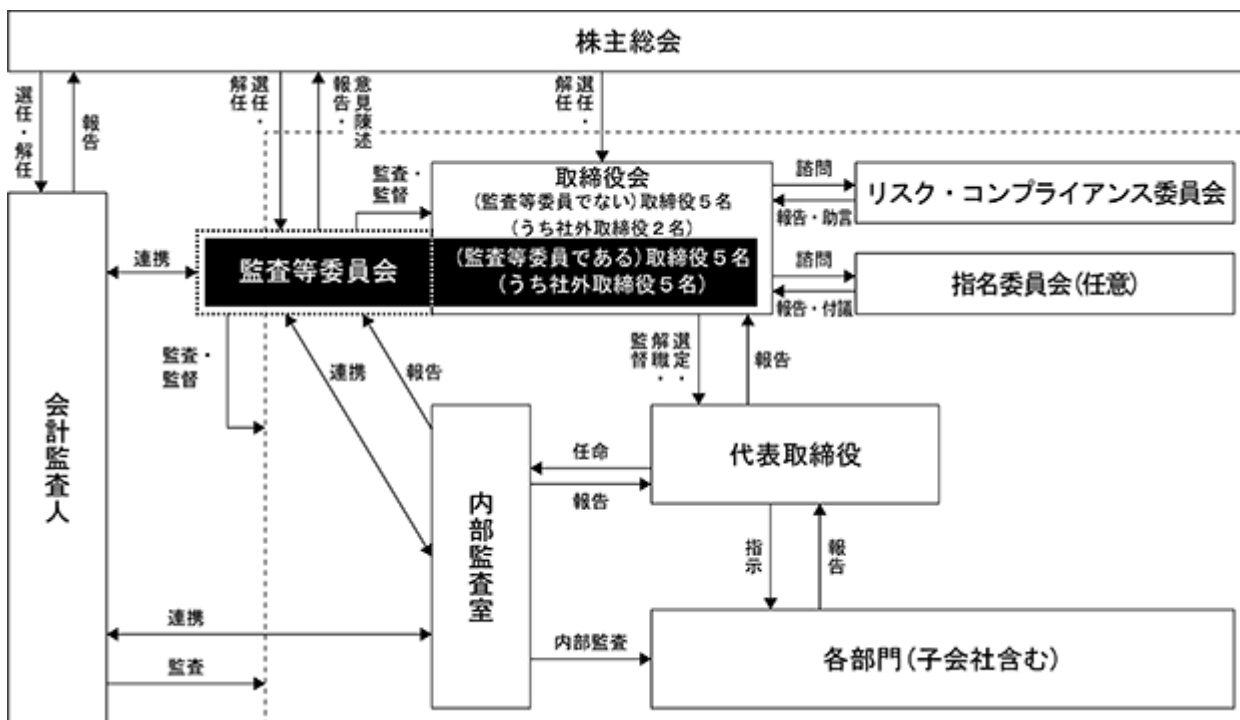 株主総会
選任・解任
報告
選任・
解任
意見陳述
報告・
選任・
解任
監査・
監督
取締役会
(監査等委員でない)取締役5名
(うち社外取締役2名)
諮問
リスク・コンプライアンス委員会
報告・助言
連携
監査等委員会
(監査等委員である)取締役5名
(うち社外取締役5名)
諮問
指名委員会(任意)
報告・付議
監査・
監督
連携
報告
選定・
解職・
監督
報告
会計監査人
内部監査室
任命
報告
代表取締役
指示
報告
連携
監査
内部監査
各部門(子会社含む)